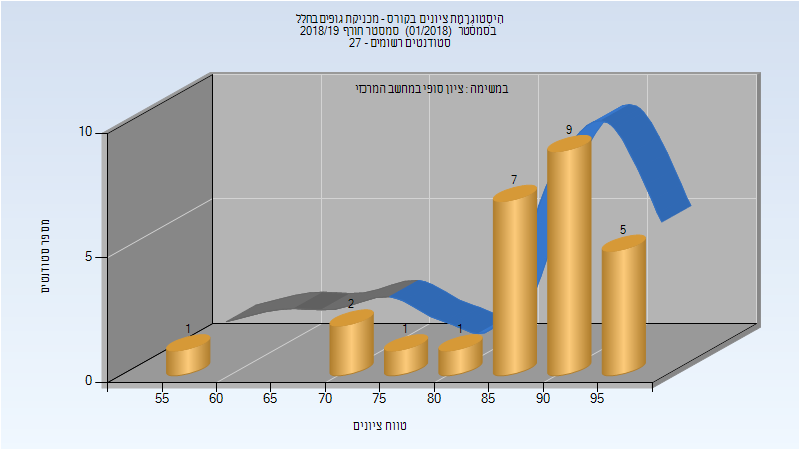 היסטוגרמת ציונים בקורס - מכניקת גופים בחלל
בסמסטר (01/2018) סמסטר חורף 2018/19
סטודנטים רשומים - 27
במשימה : ציון סופי במחשב המרכזי
מספר סטודנטים
10
5
0
1
2
1
1
7
9
5
55 60 65 70 75 80 85 90 95
טווח ציונים